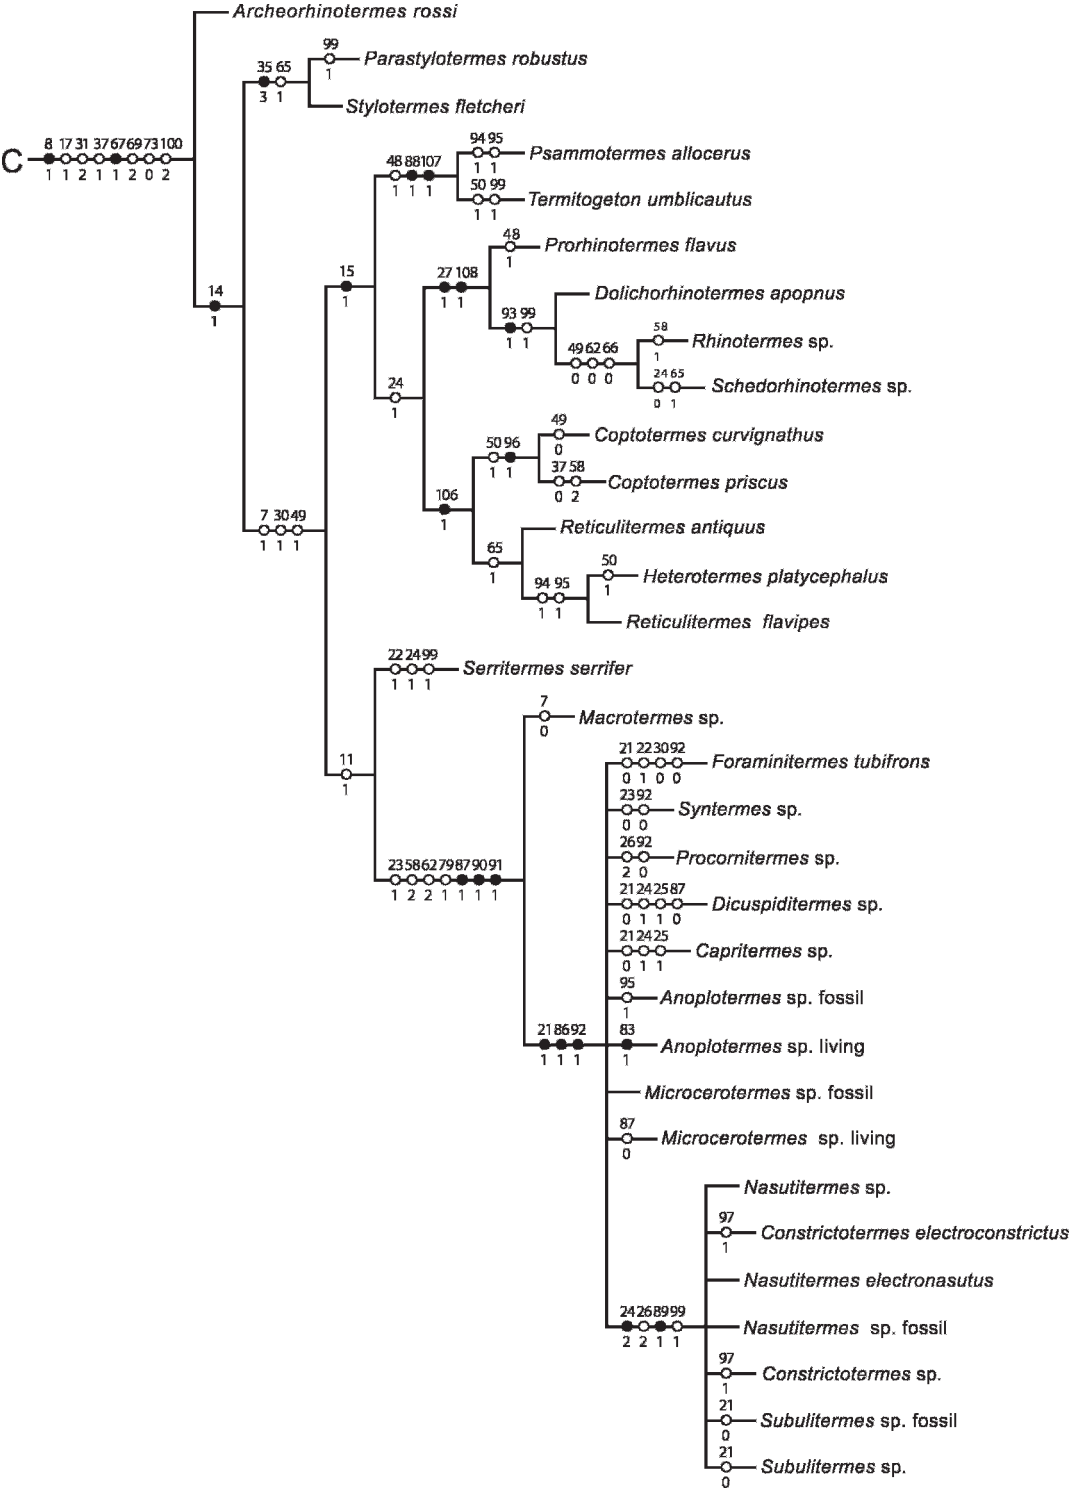 Archeorhinotermes rossi
99
Parastylotermes robustus
1
35 65
3 1
Stylotermes fletcheri
C
8 17 31 37 67 69 73 100
1 1 2 1 1 2 0 2
94 95
Psammotermes allocerus
1 1
48 88 107
1 1 1
50 99
Termitogeton umblicautus
1 1
48
Prorhinotermes flavus
1
15
1
27 108
1 1
14
1
Dolichorhinotermes apopnus
93 99
1 1
58
Rhinotermes sp.
1
49 62 66
0 0 0
24 65
Schedorhinotermes sp.
0 1
24
1
49
Coptotermes curvignathus
0
50 96
1 1
37 58
Coptotermes priscus
0 2
106
1
7 30 49
1 1 1
Reticulitermes antiquus
65
1
50
Heterotermes platycephalus
1
94 95
1 1
Reticulitermes flavipes
22 24 99
Serritermes serrifer
1 1 1
7
Macrotermes sp.
0
11
1
21 22 30 92
Foraminitermes tubifrons
0 1 0 0
23 92
Syntermes sp.
0 0
26 92
Procornitermes sp.
2 0
23 58 62 79 87 90 91
1 2 2 1 1 1 1
21 24 25 87
Dicuspiditermes sp.
0 1 1 0
21 24 25
Capritermes sp.
0 1 1
95
Anoplotermes sp. fossil
1
21 86 92
1 1 1
83
Anoplotermes sp. living
1
Microcerotermes sp. fossil
87
Microcerotermes sp. living
0
Nasutitermes sp.
97
Constrictotermes electroconstrictus
1
Nasutitermes electronasutus
24 26 89 99
2 2 1 1
Nasutitermes sp. fossil
97
Constrictotermes sp.
1
21
Subulitermes sp. fossil
0
21
Subulitermes sp.
0